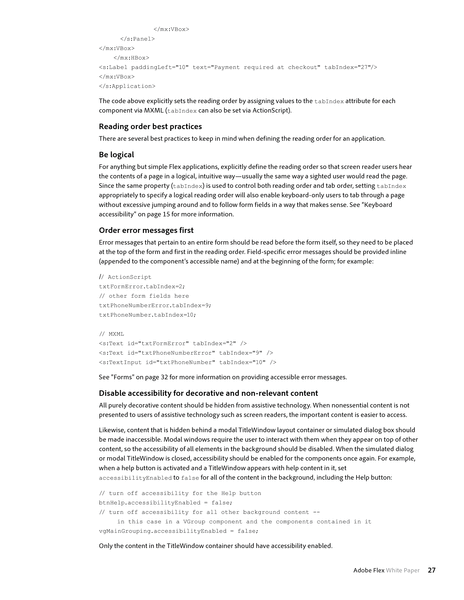 </mx:VBox>
</s:Panel>
</mx:VBox>
</mx:HBox>
<s:Label paddingLeft="10" text="Payment required at checkout" tabIndex="27"/>
</mx:VBox>
</s:Application>
The code above explicitly sets the reading order by assigning values to the tabIndex attribute for each
component via MXML (tabIndex can also be set via ActionScript).
Reading order best practices
There are several best practices to keep in mind when defining the reading order for an application.
Be logical
For anything but simple Flex applications, explicitly define the reading order so that screen reader users hear
the contents of a page in a logical, intuitive way—usually the same way a sighted user would read the page.
Since the same property (tabIndex) is used to control both reading order and tab order, setting tabIndex
appropriately to specify a logical reading order will also enable keyboard-only users to tab through a page
without excessive jumping around and to follow form fields in a way that makes sense. See "Keyboard
accessibility" on page 15 for more information.
Order error messages first
Error messages that pertain to an entire form should be read before the form itself, so they need to be placed
at the top of the form and first in the reading order. Field-specific error messages should be provided inline
(appended to the component's accessible name) and at the beginning of the form; for example:
// ActionScript
txtFormError.tabIndex=2;
// other form fields here
txtPhoneNumberError.tabIndex=9;
txtPhoneNumber.tabIndex=10;
// MXML
<s:Text id="txtFormError" tabIndex="2" />
<s:Text id="txtPhoneNumberError" tabIndex="9" />
<s:TextInput id="txtPhoneNumber" tabIndex="10" />
See "Forms" on page 32 for more information on providing accessible error messages.
Disable accessibility for decorative and non-relevant content
All purely decorative content should be hidden from assistive technology. When nonessential content is not
presented to users of assistive technology such as screen readers, the important content is easier to access.
Likewise, content that is hidden behind a modal TitleWindow layout container or simulated dialog box should
be made inaccessible. Modal windows require the user to interact with them when they appear on top of other
content, so the accessibility of all elements in the background should be disabled. When the simulated dialog
or modal TitleWindow is closed, accessibility should be enabled for the components once again. For example,
when a help button is activated and a TitleWindow appears with help content in it, set
accessibilityEnabled to false for all of the content in the background, including the Help button:
// turn off accessibility for the Help button
btnHelp.accessibilityEnabled = false;
// turn off accessibility for all other background content --
in this case in a VGroup component and the components contained in it
vgMainGrouping.accessibilityEnabled = false;
Only the content in the TitleWindow container should have accessibility enabled.
Adobe Flex White Paper 27